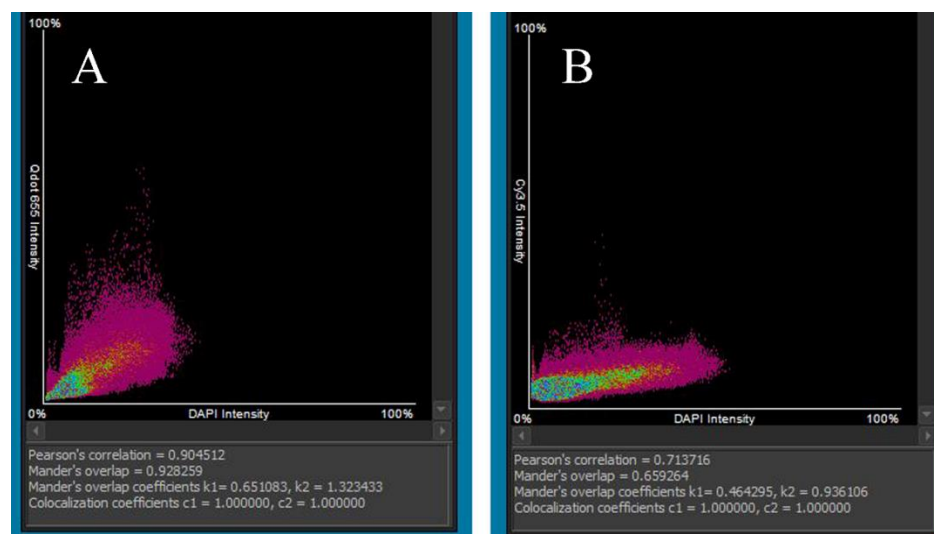 A
100%
Qdot 655 Intensity
0%
DAPI Intensity
100%
Pearson's correlation = 0.904512
Mander's overlap = 0.928259
Mander's overlap coefficients k1= 0.651083, k2 = 1.323433
Colocalization coefficients c1 = 1.000000, c2 = 1.000000
B
100%
Cy3.5 Intensity
0%
DAPI Intensity
100%
Pearson's correlation = 0.713716
Mander's overlap = 0.659264
Mander's overlap coefficients k1= 0.464295, k2 = 0.936106
Colocalization coefficients c1 = 1.000000, c2 = 1.000000